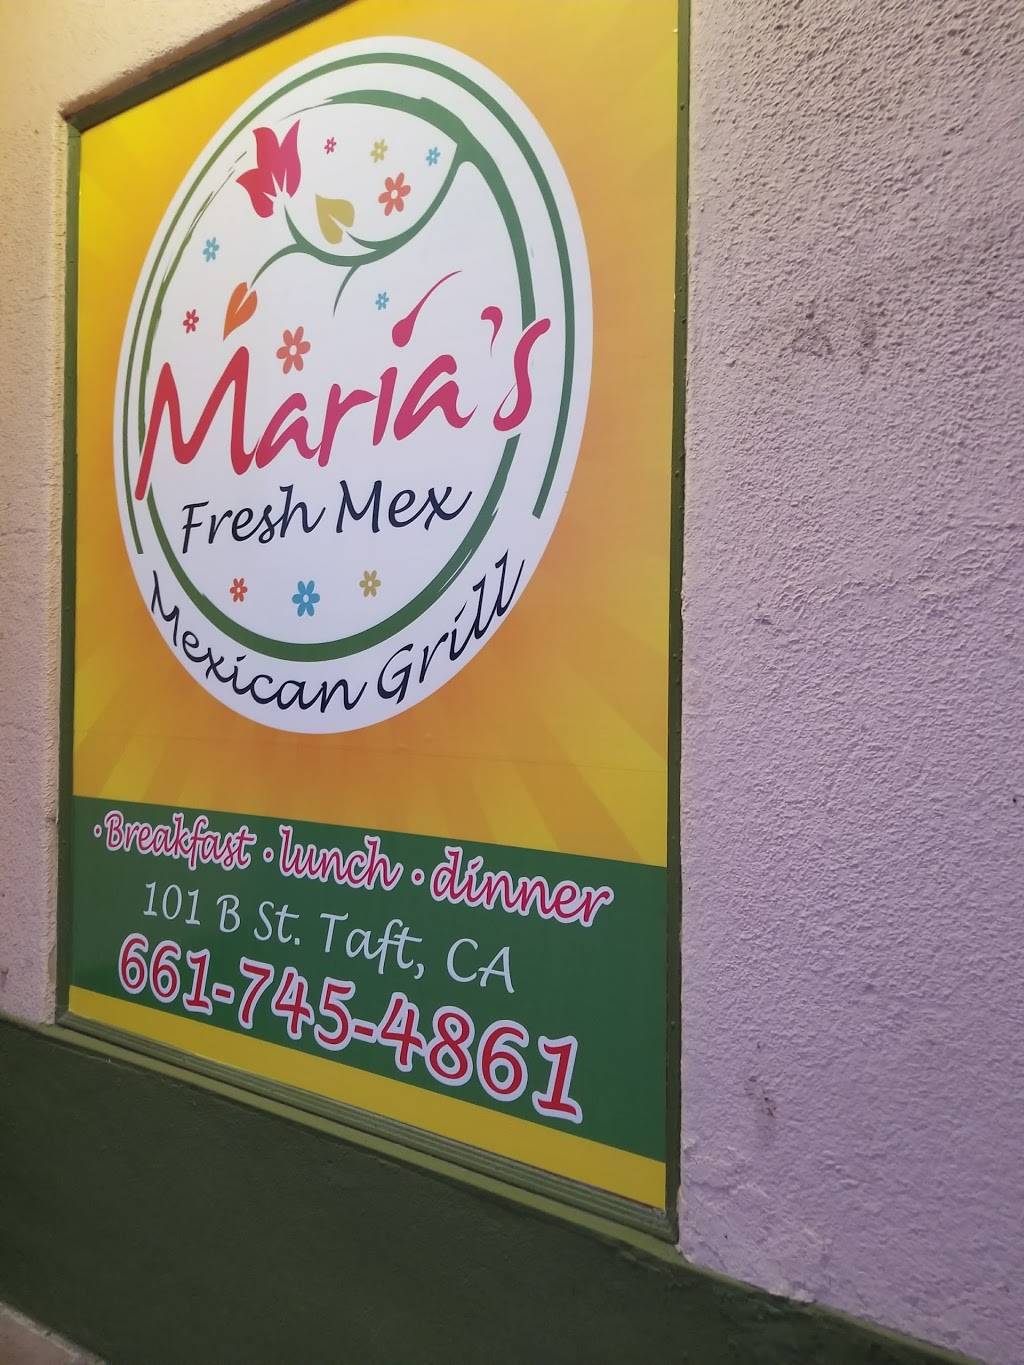 M
Maria's
Fresh Mex
Mexican Grill
·Breakfast ·lunch ·dinner
101 B St. Taft, CA
661-745-4861